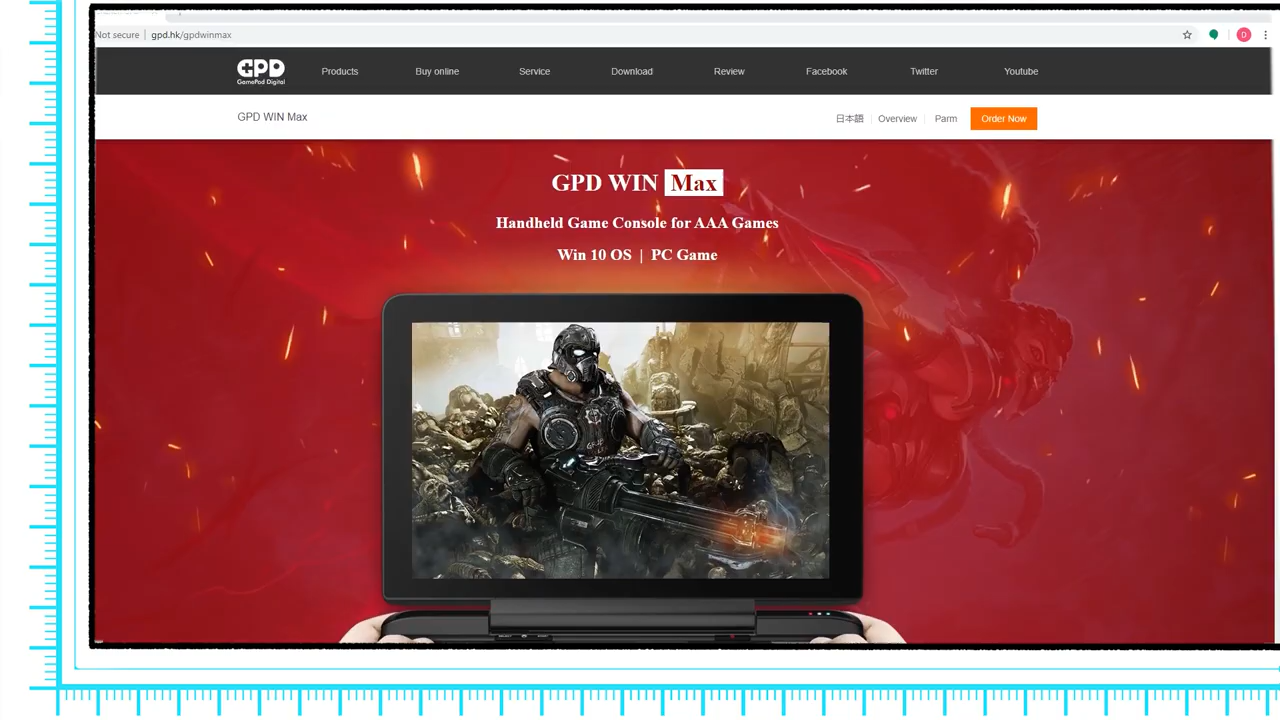 Not secure | gpd.hk/gpdwinmax
D
GPD
GamePad Digital
Products Buy online Service Download Review Facebook Twitter Youtube
GPD WIN Max
日本語 Overview Parm Order Now
GPD WIN Max
Handheld Game Console for AAA Games
Win 10 OS | PC Game